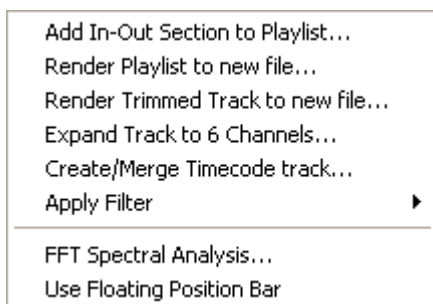 Add In-Out Section to Playlist...
Render Playlist to new file...
Render Trimmed Track to new file...
Expand Track to 6 Channels...
Create/Merge Timecode track...
Apply Filter
FFT Spectral Analysis...
Use Floating Position Bar